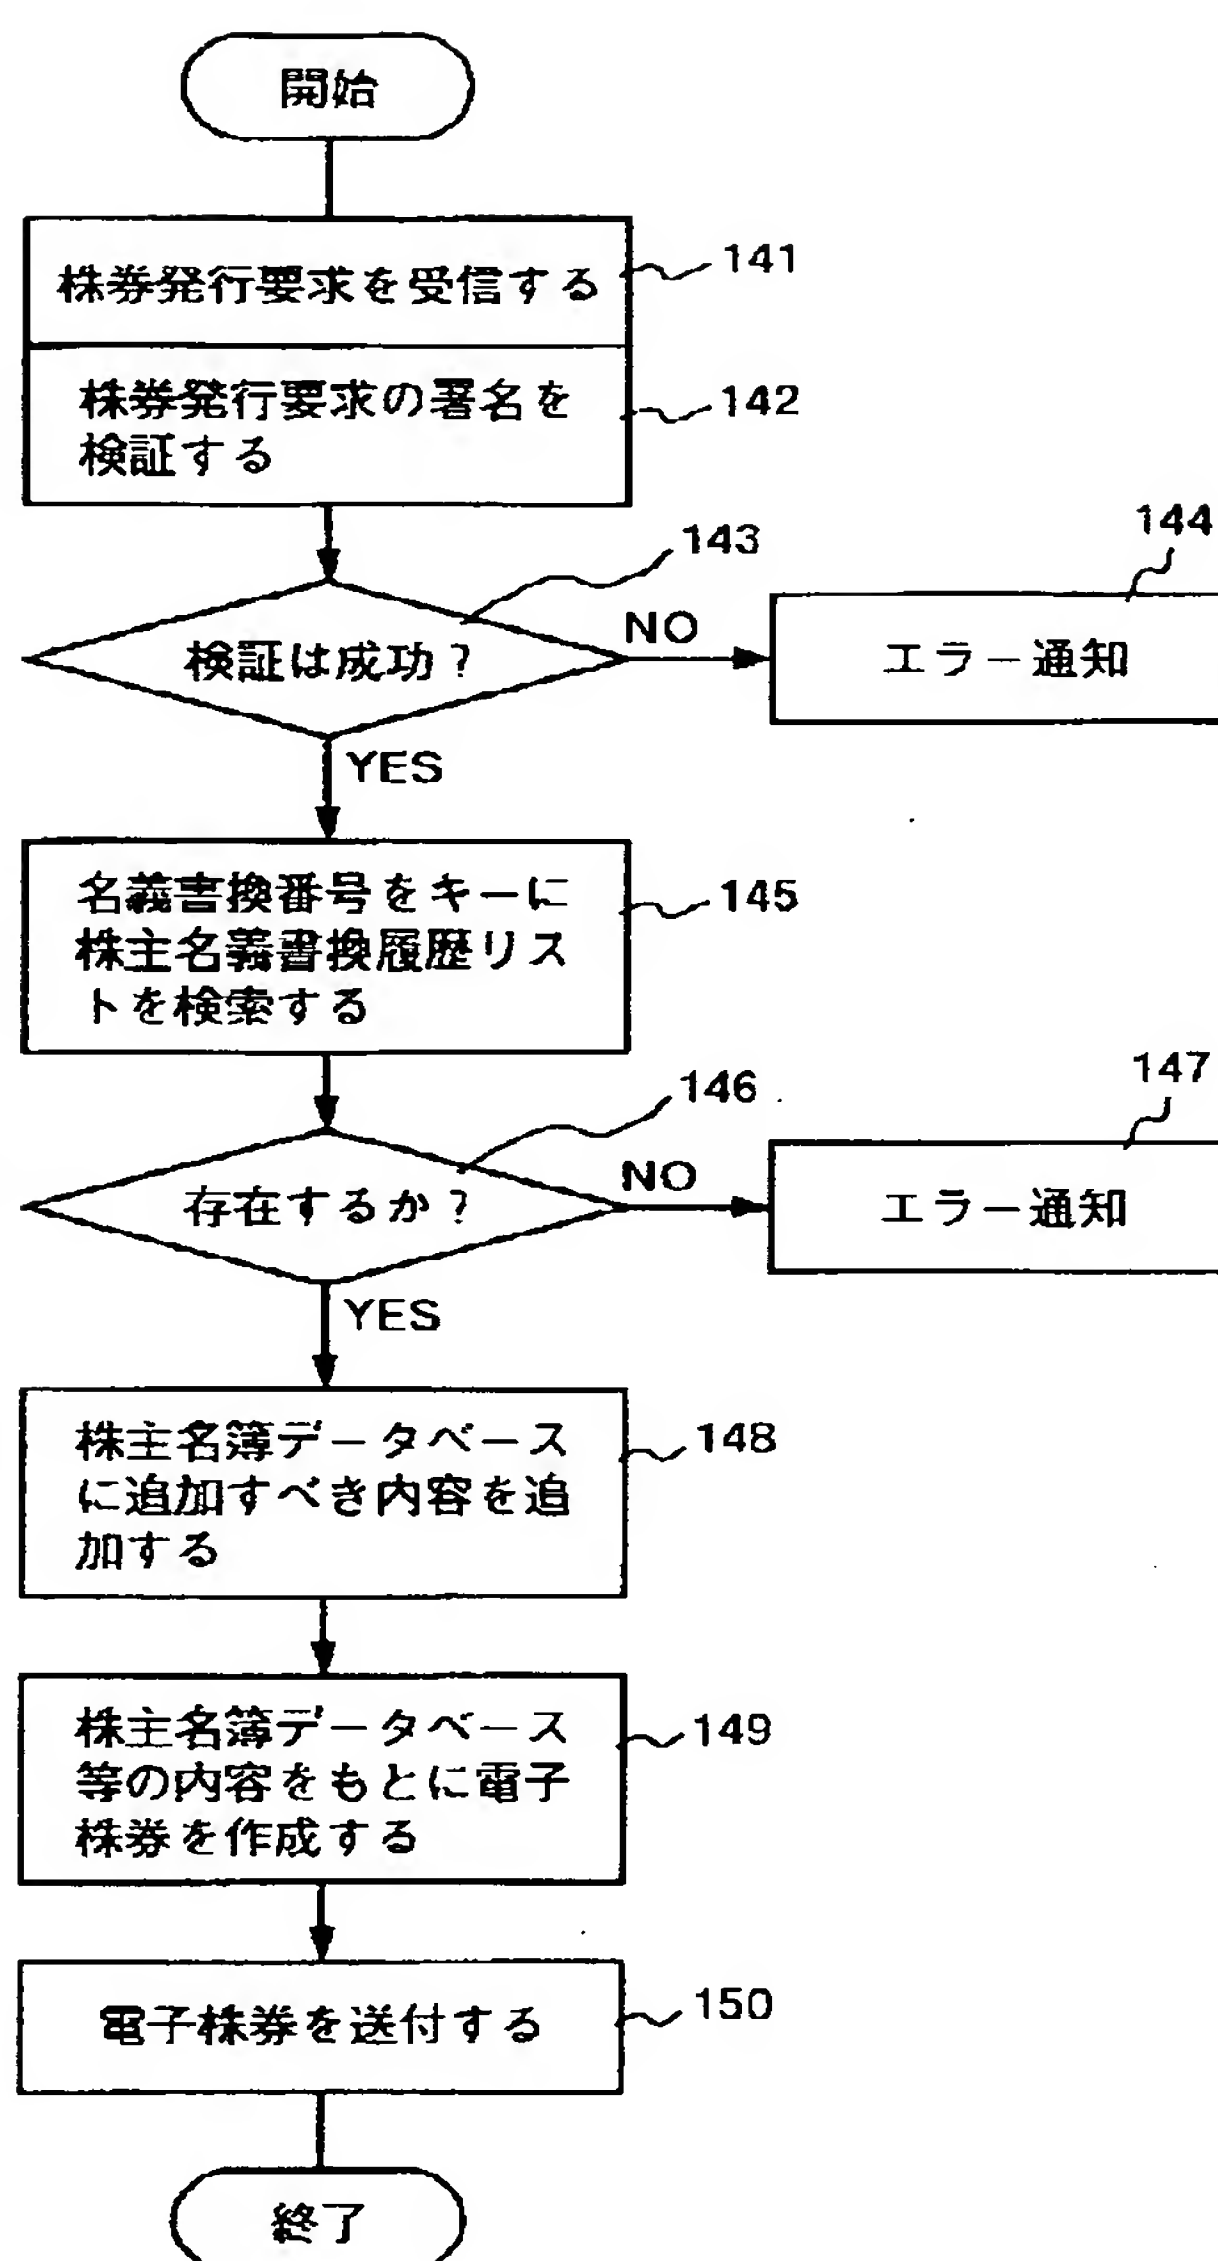 開始
株券発行要求を受信する
141
株券発行要求の署名を
検証する
142
143
検証は成功？
NO
144
エラー通知
YES
名義書換番号をキーに
株主名義書換履歴リス
トを検索する
145
146
存在するか？
NO
147
エラー通知
YES
株主名簿データベース
に追加すべき内容を追
加する
148
株主名簿データベース
等の内容をもとに電子
株券を作成する
149
電子株券を送付する
150
終了